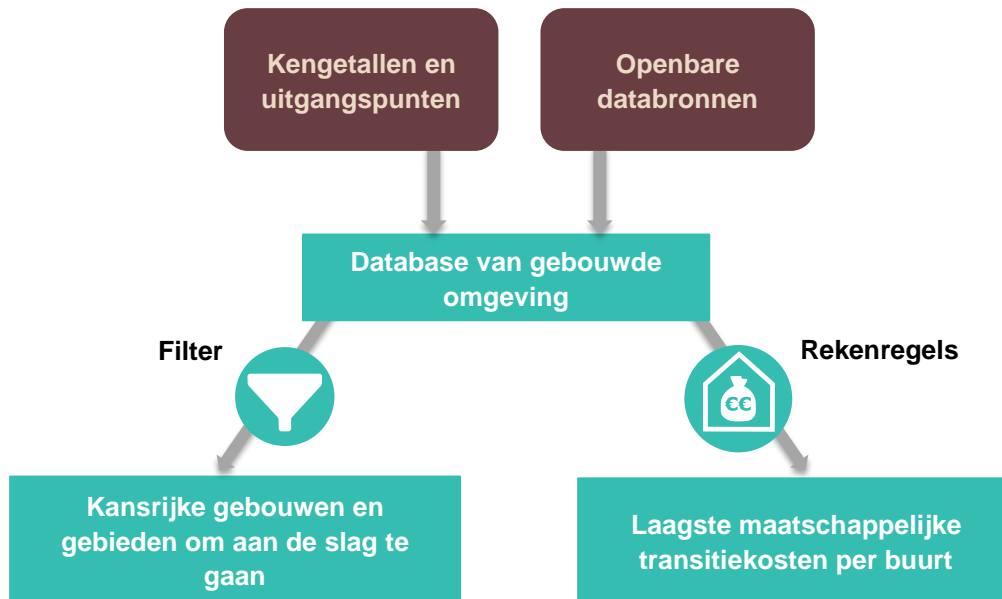 Kengetallen en
uitgangspunten
Openbare
databronnen
Database van gebouwde
omgeving
Filter
Rekenregels
€€
Kansrijke gebouwen en
gebieden om aan de slag te
gaan
Laagste maatschappelijke
transitiekosten per buurt